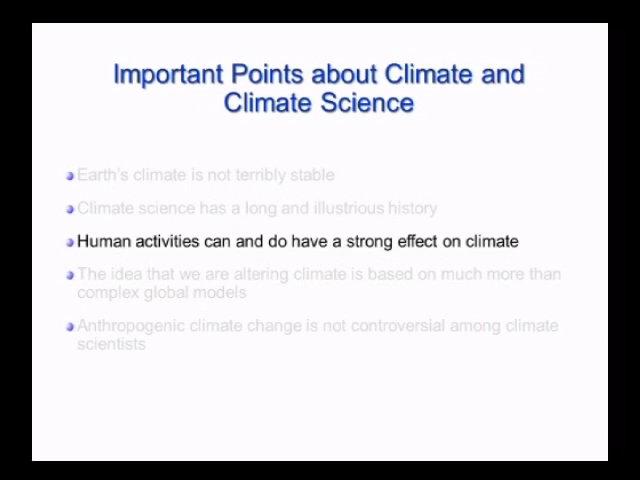 Important Points about Climate and
Climate Science
Earth's climate is not terribly stable
Climate science has a long and illustrious history
Human activities can and do have a strong effect on climate
The idea that we are altering climate is based on much more than
complex global models
Anthropogenic climate change is not controversial among climate
scientists